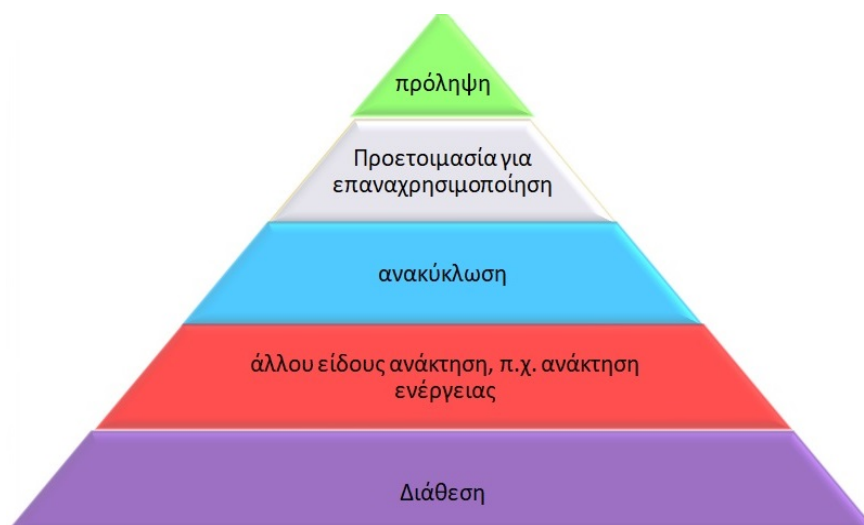 πρόληψη
Προετοιμασία για
επαναχρησιμοποίηση
ανακύκλωση
άλλου είδους ανάκτηση, π.χ. ανάκτηση
ενέργειας
Διάθεση